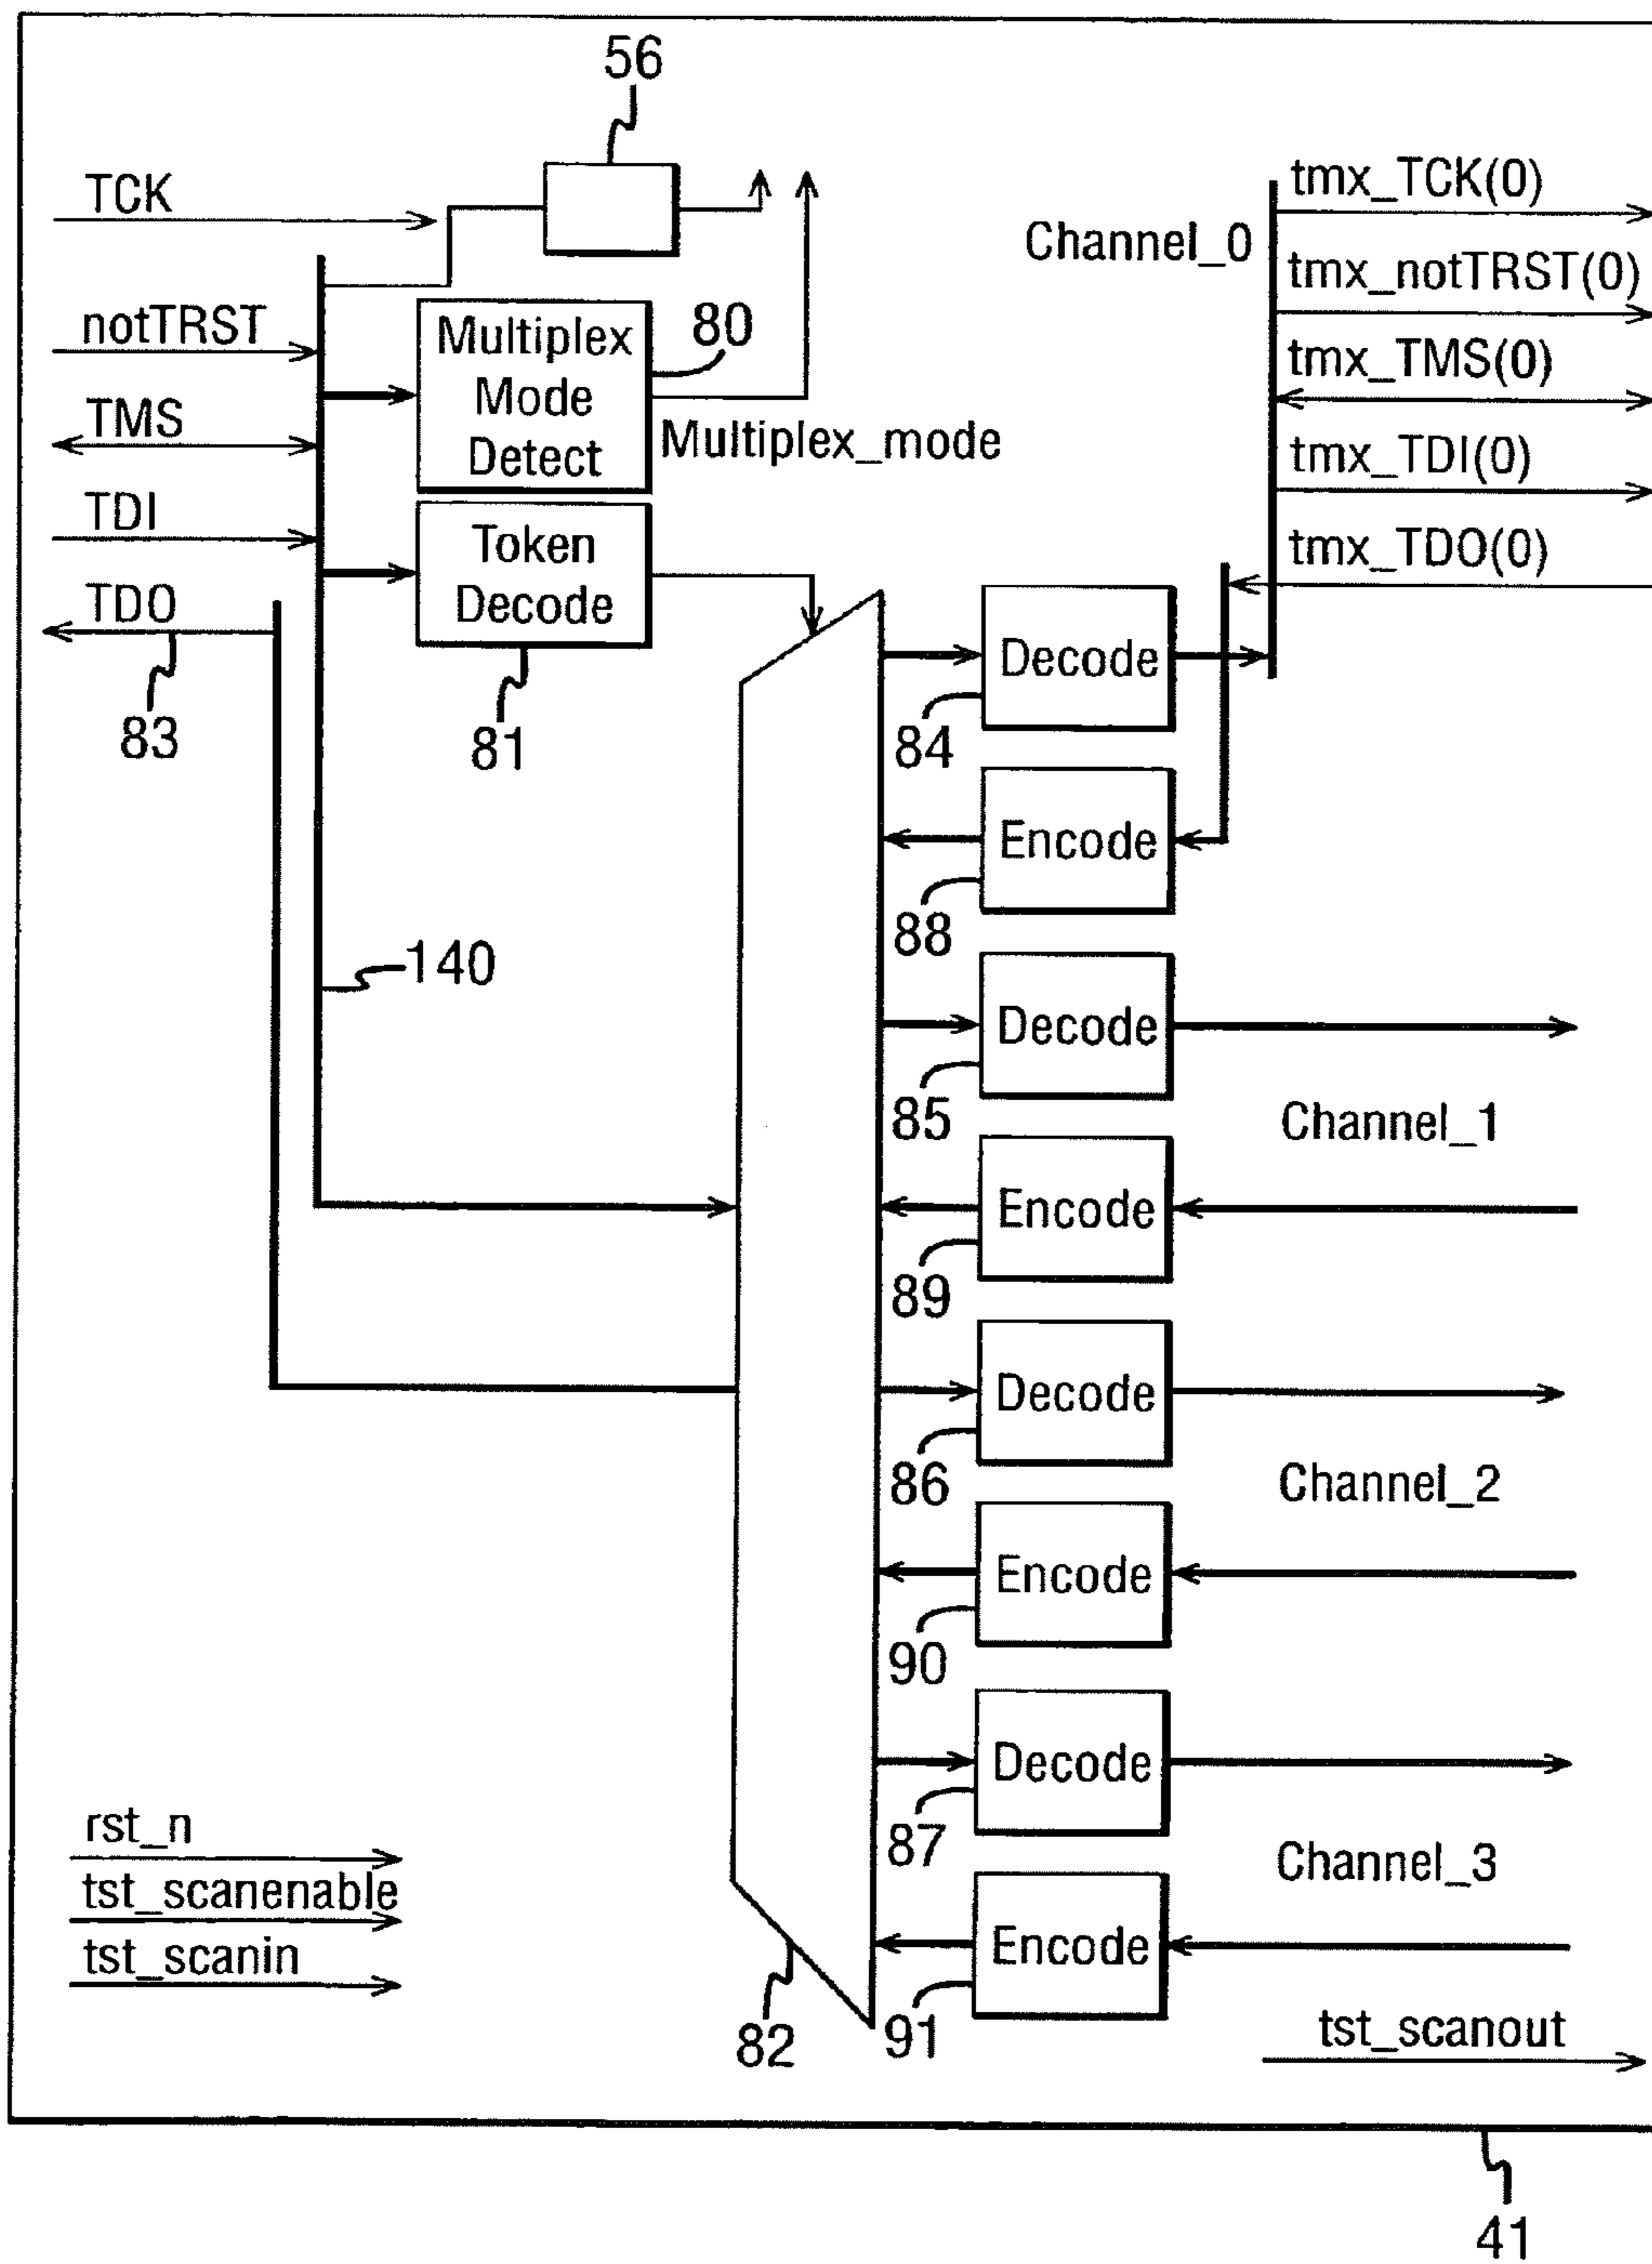 56
TCK
tmx_TCK(0)
Channel_0
tmx_notTRST(0)
notTRST
Multiplex
Mode
Detect
80
tmx_TMS(0)
TMS
Multiplex_mode
tmx_TDI(0)
TDI
Token
Decode
tmx_TDO(0)
TDO
83
81
Decode
84
Encode
88
140
Decode
85
Channel_1
Encode
89
Decode
86
Channel_2
Encode
90
Decode
87
rst_n
Channel_3
tst_scanenable
Encode
tst_scanin
82
91
tst_scanout
41